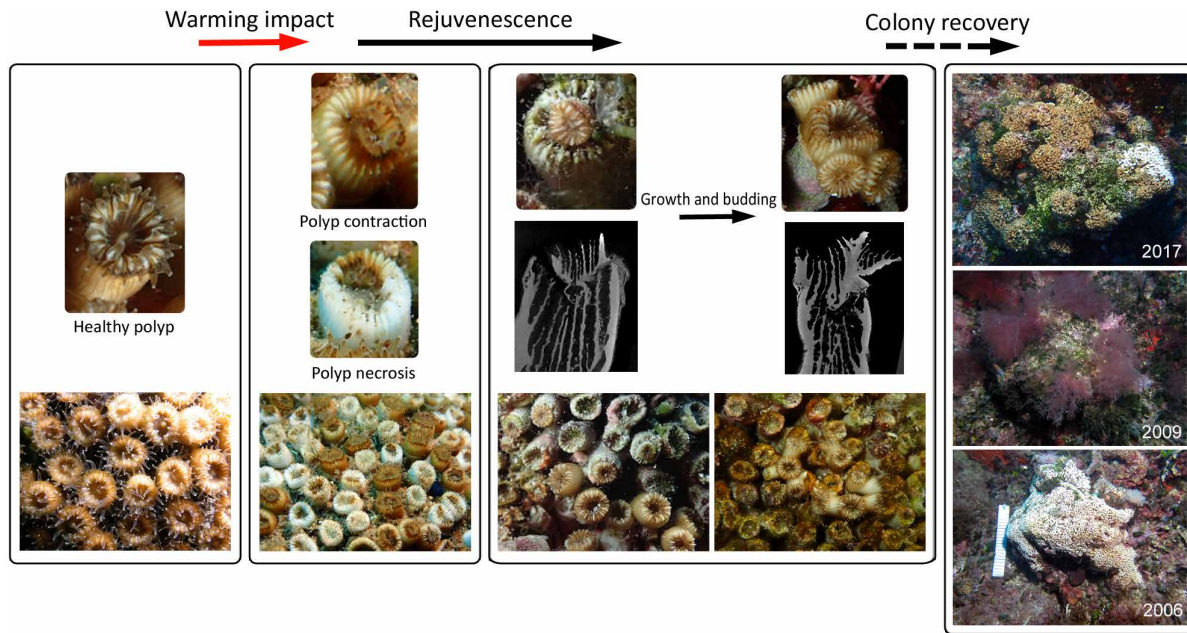 Warming impact
Rejuvenescence
Colony recovery
Healthy polyp
Polyp contraction
Polyp necrosis
Growth and budding
2017
2009
2006